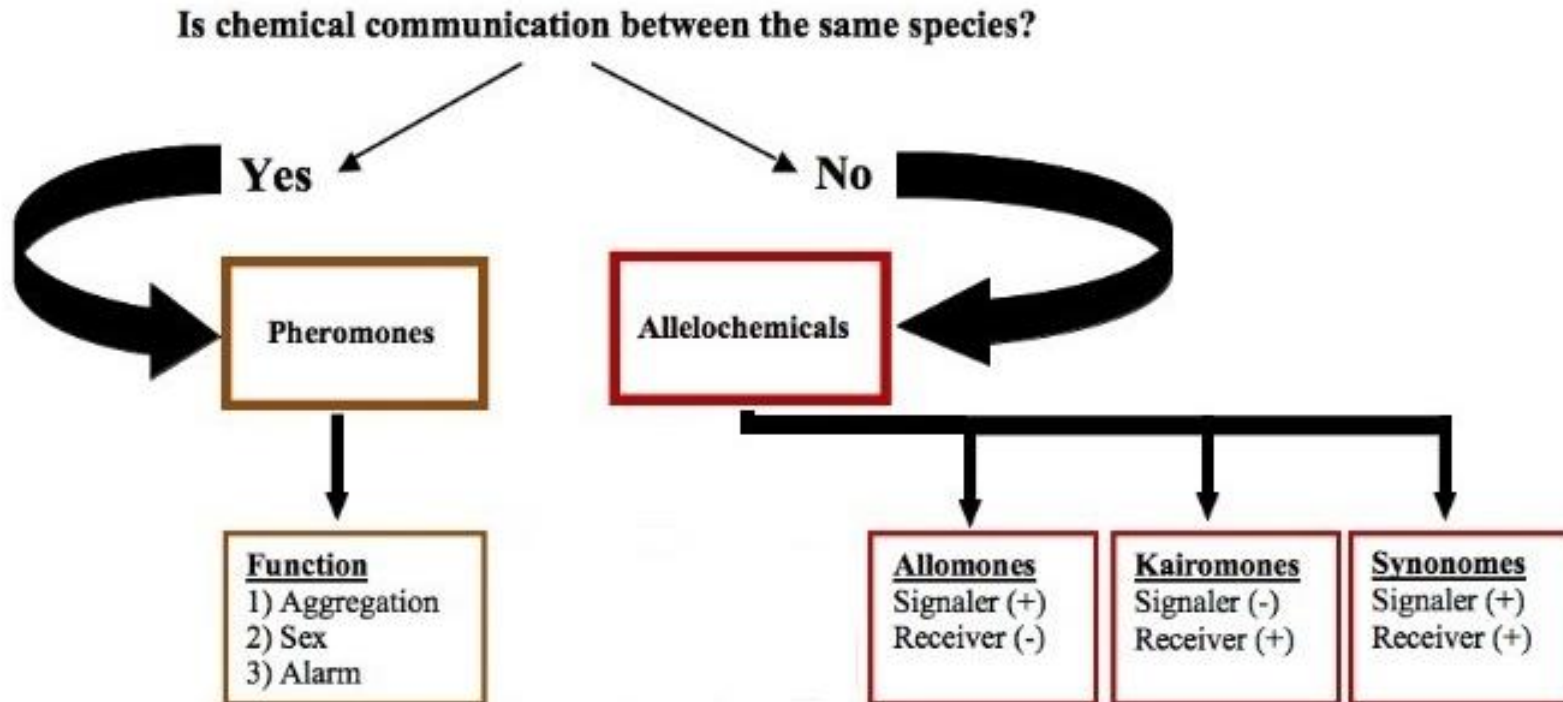 Is chemical communication between the same species?
Yes
No
Pheromones
Allelochemicals
Function
1) Aggregation
2) Sex
3) Alarm
Allomones
Signaler (+)
Receiver (-)
Kairomones
Signaler (-)
Receiver (+)
Synonomes
Signaler (+)
Receiver (+)